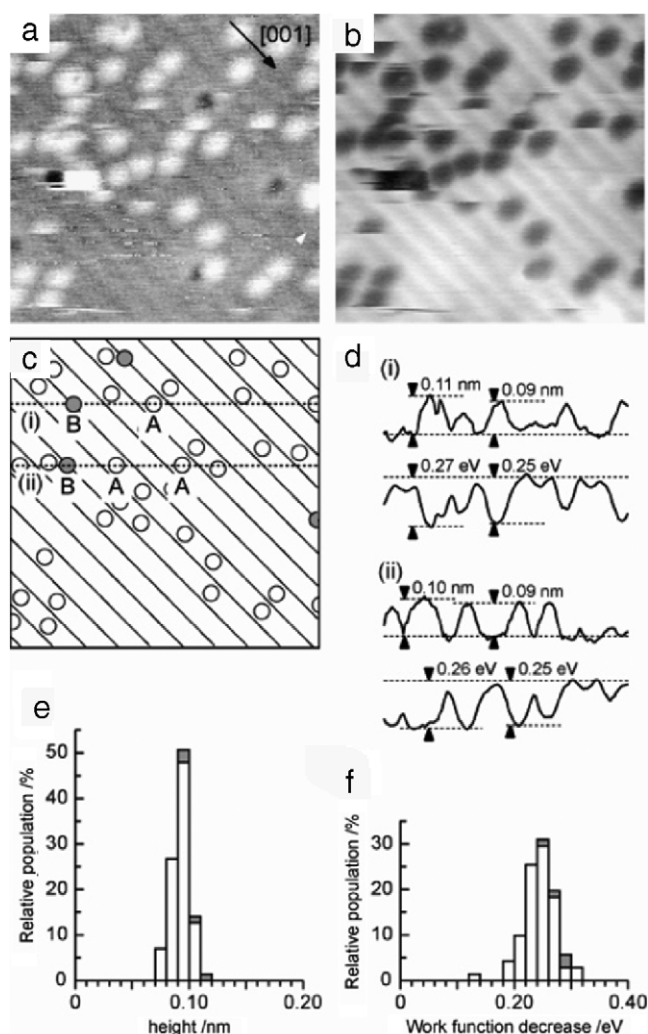 a
[001]
b
c
(i)
B
A
(ii)
B
A
A
d
(i)
0.11 nm
0.09 nm
0.27 eV
0.25 eV
(ii)
0.10 nm
0.09 nm
0.26 eV
0.25 eV
e
Relative population /%
50
40
30
20
10
0
0
0.10
0.20
height /nm
f
Relative population /%
30
20
10
0
0
0.20
0.40
Work function decrease /eV